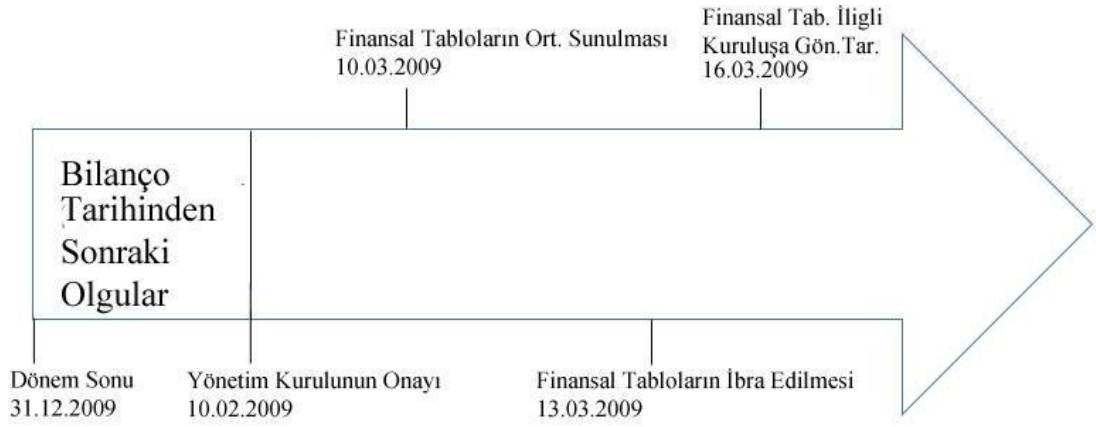 Finansal Tabloların Ort. Sunulması
10.03.2009
Finansal Tab. İligli
Kuruluşa Gön.Tar.
16.03.2009
Bilanço
Tarihinden
Sonraki
Olgular
Dönem Sonu
31.12.2009
Yönetim Kurulunun Onayı
10.02.2009
Finansal Tabloların İbra Edilmesi
13.03.2009